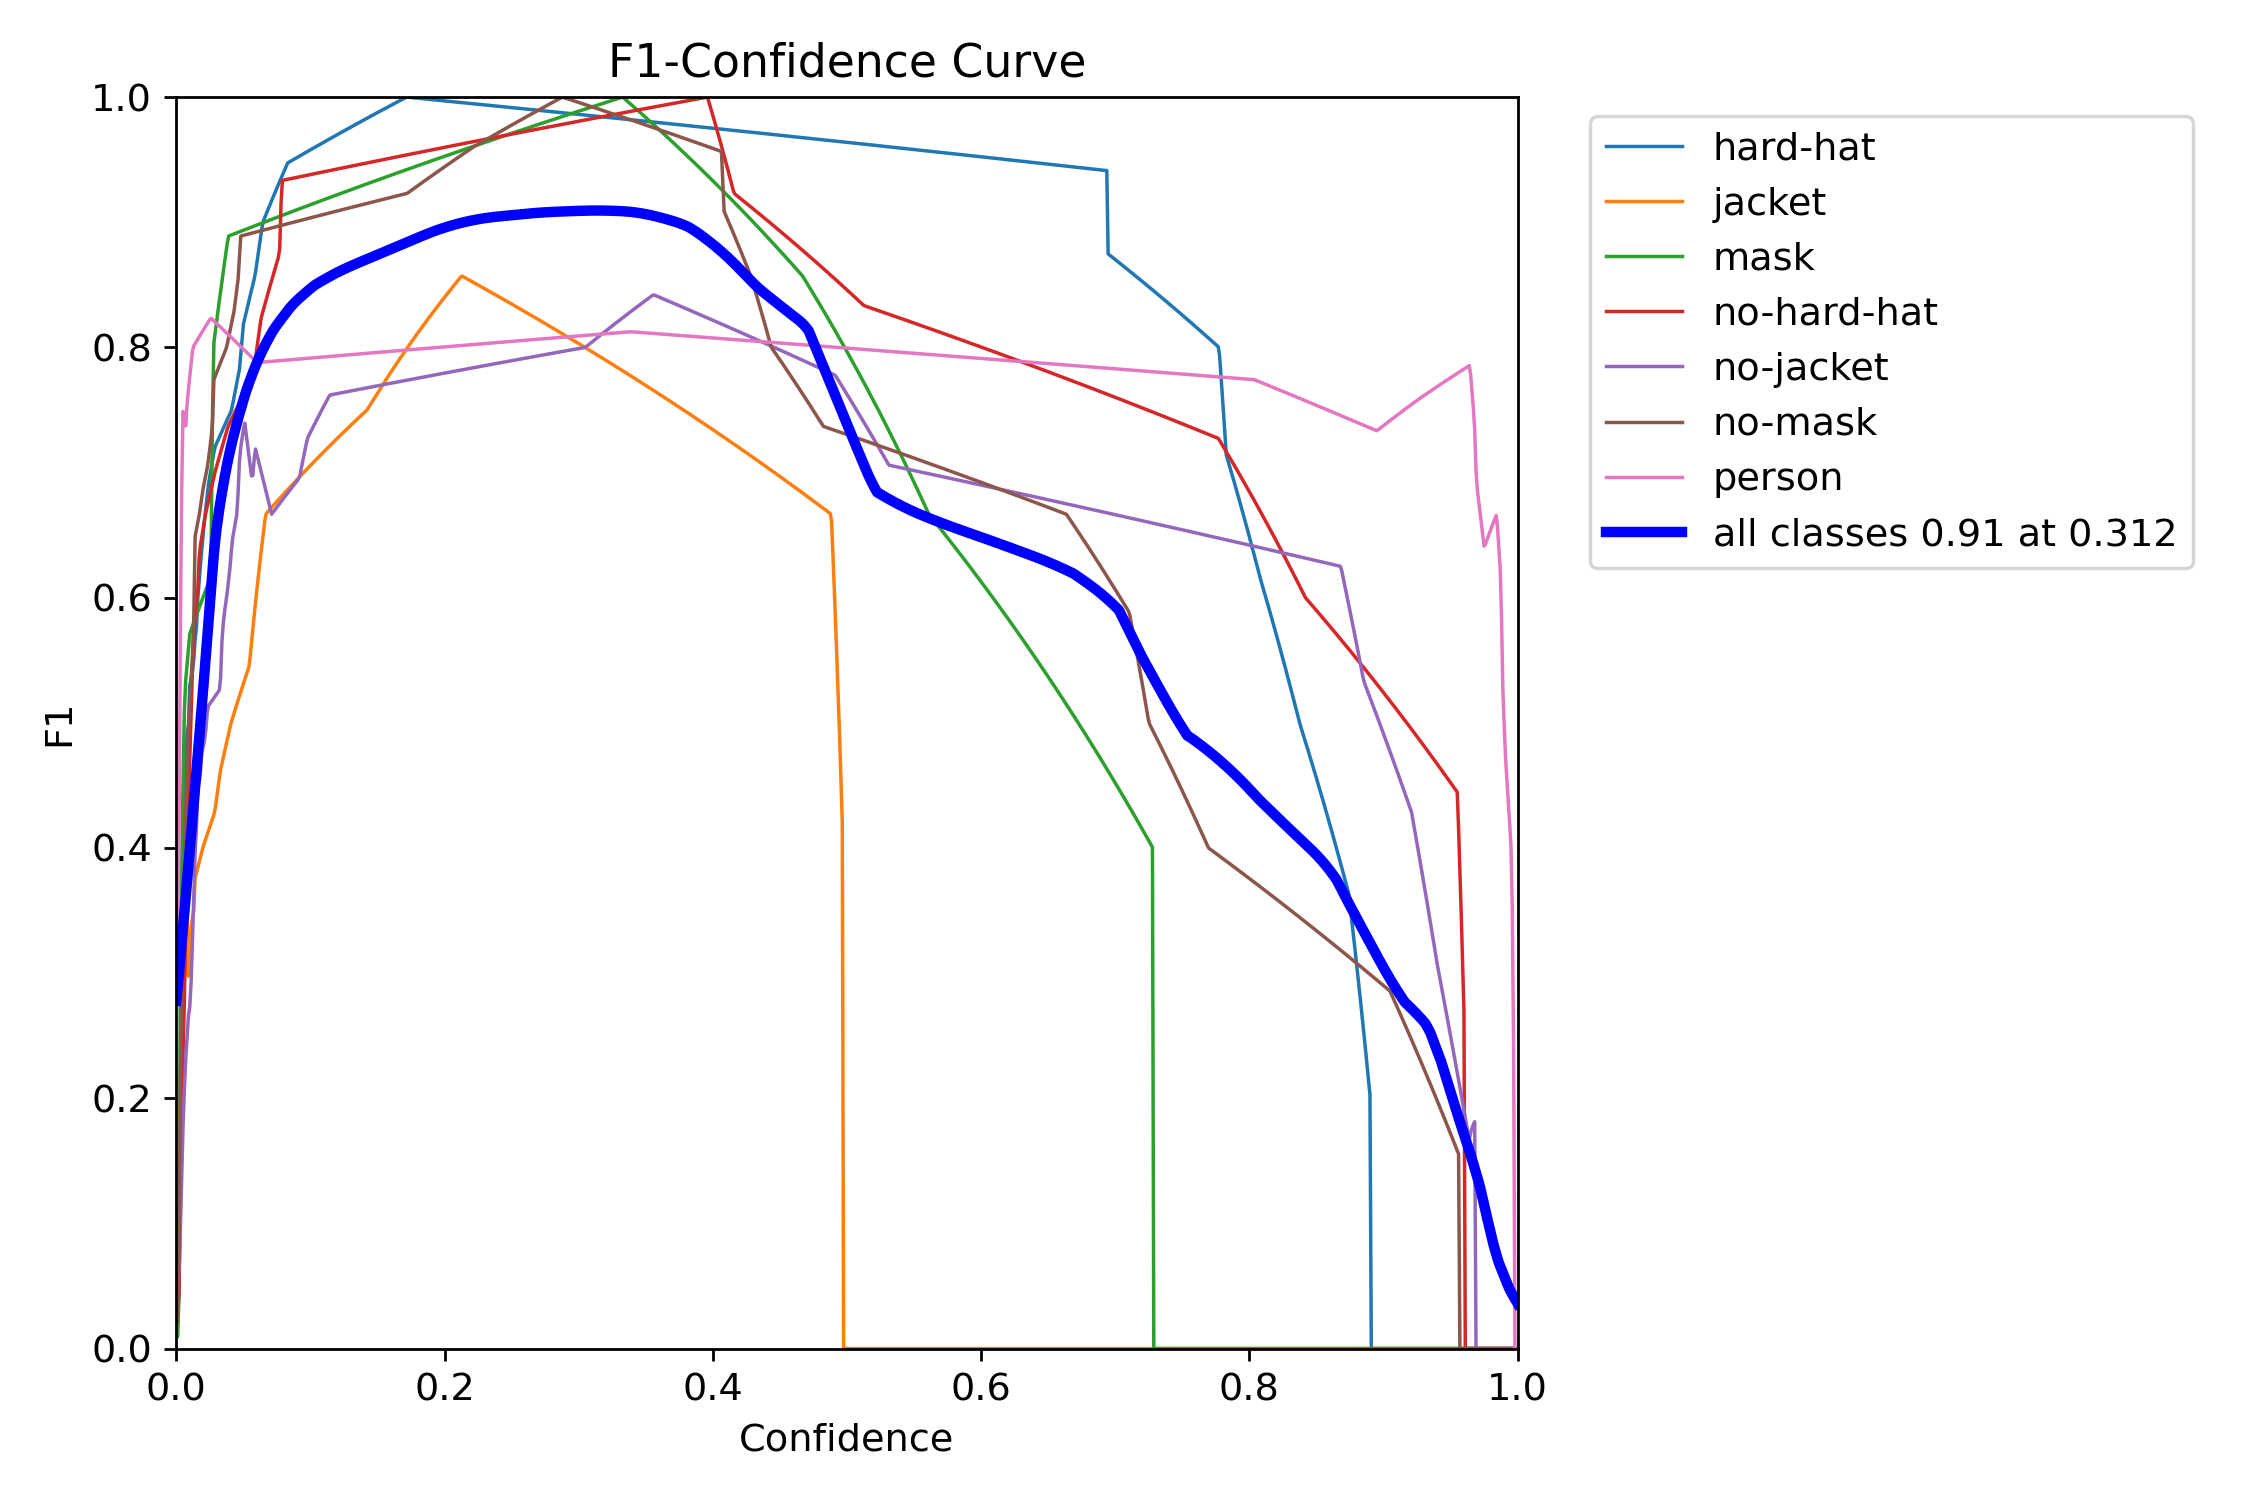 F1-Confidence Curve
1.0
0.8
0.6
0.4
0.2
0.0
F1
0.0 0.2 0.4 0.6 0.8 1.0
Confidence
hard-hat
jacket
mask
no-hard-hat
no-jacket
no-mask
person
all classes 0.91 at 0.312